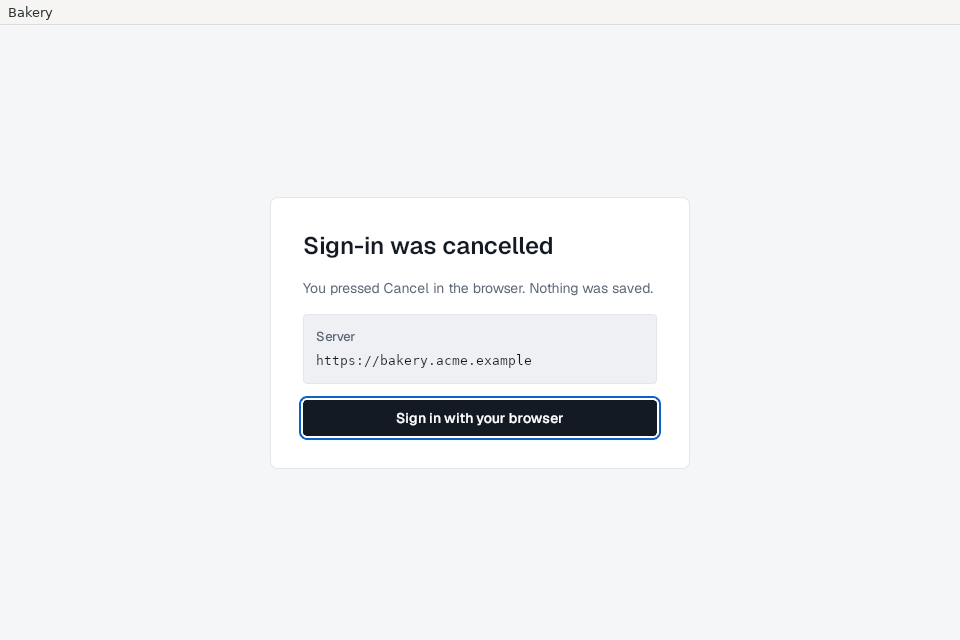 Bakery
Sign-in was cancelled
You pressed Cancel in the browser. Nothing was saved.
Server
https://bakery.acme.example
Sign in with your browser